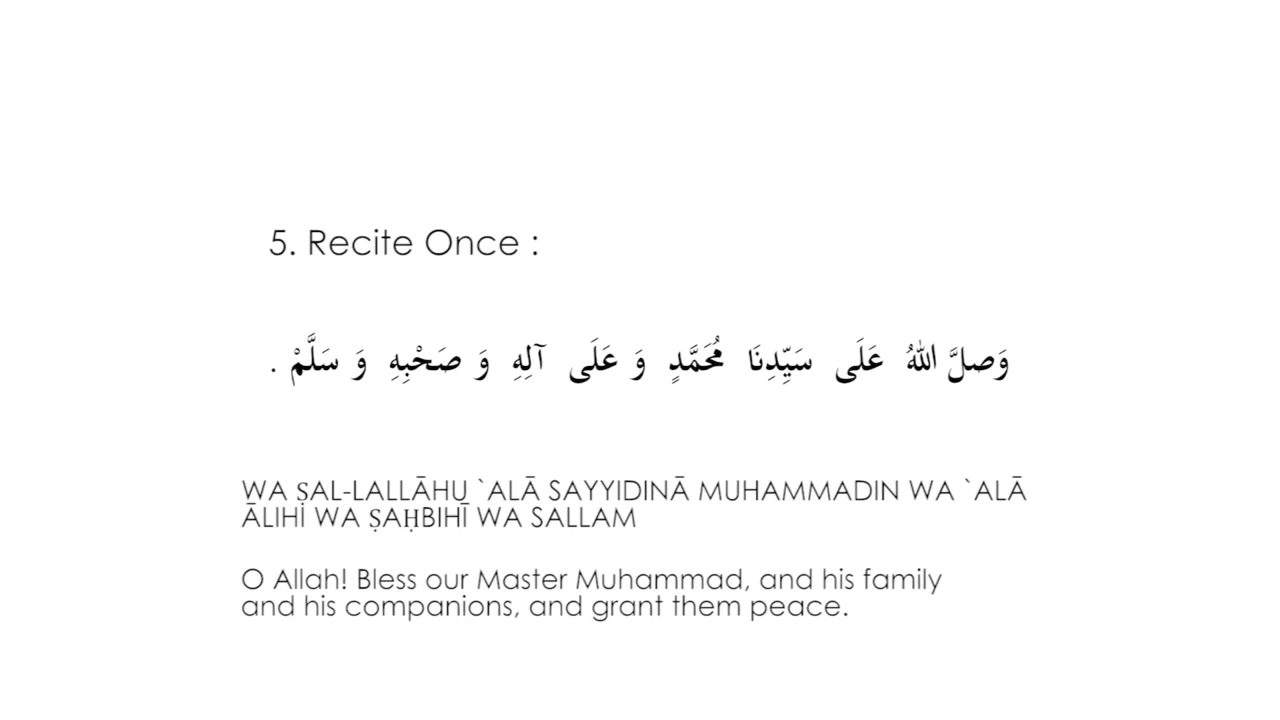 5. Recite Once :
وَصلَّ اللهُ عَلَى سَيِّدِنَا مُحَمَّدٍ وَ عَلَى آلِهِ وَ صَحْبِهِ وَ سَلَّمْ .
WA ṢAL-LALLĀHU `ALĀ SAYYIDINĀ MUHAMMADIN WA `ALĀ
ĀLIHI WA ṢAḤBIHĪ WA SALLAM
O Allah! Bless our Master Muhammad, and his family
and his companions, and grant them peace.